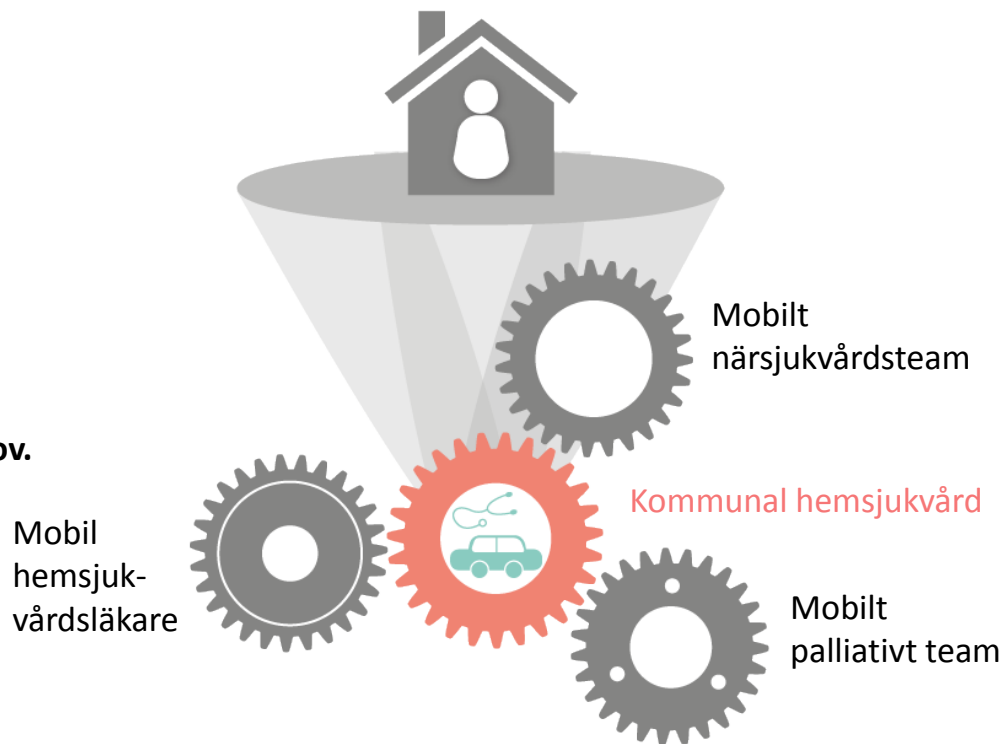 Mobilt
närsjukvårdsteam
ov.
Kommunal hemsjukvård
Mobil
hemsjuk-
vårdsläkare
Mobilt
palliativt team